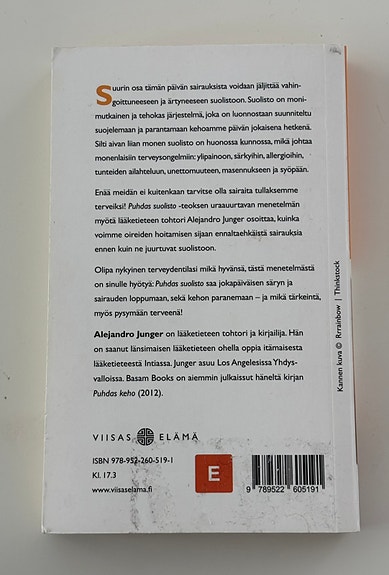 Suurin osa tämän päivän sairauksista voidaan jäljittää vahin-
goittuneeseen ja ärtyneeseen suolistoon. Suolisto on moni-
mutkainen ja tehokas järjestelmä, joka on luonnostaan suunniteltu
suojelemaan ja parantamaan kehoamme päivän jokaisena hetkenä.
Silti aivan liian monen suolisto on huonossa kunnossa, mikä johtaa
monenlaisiin terveysongelmiin: ylipainoon, särkyihin, allergioihin,
tunteiden ailahteluun, unettomuuteen, masennukseen ja syöpään.
Enää meidän ei kuitenkaan tarvitse olla sairaita tullaksemme
terveiksi! Puhdas suolisto -teoksen uraauurtavan menetelmän
myötä lääketieteen tohtori Alejandro Junger osoittaa, kuinka
voimme oireiden hoitamisen sijaan ennaltaehkäistä sairauksia
ennen kuin ne juurtuvat suolistoon.
Olipa nykyinen terveydentilasi mikä hyvänsä, tästä menetelmästä
on sinulle hyötyä: Puhdas suolisto saa jokapäiväisen säryn ja
sairauden loppumaan, sekä kehon paranemaan – ja mikä tärkeintä,
myös pysymään terveenä!
Alejandro Junger on lääketieteen tohtori ja kirjailija. Hän
on saanut länsimaisen lääketieteen ohella oppia itämaisesta
lääketieteestä Intiassa. Junger asuu Los Angelesissa Yhdys-
valloissa. Basam Books on aiemmin julkaissut häneltä kirjan
Puhdas keho (2012).
VIISAS ELÄMÄ
ISBN 978-952-260-519-1
Kl. 17.3
www.viisaselama.fi
E
9 789522 605191
Kannen kuva © Rrrainbow | Thinkstock